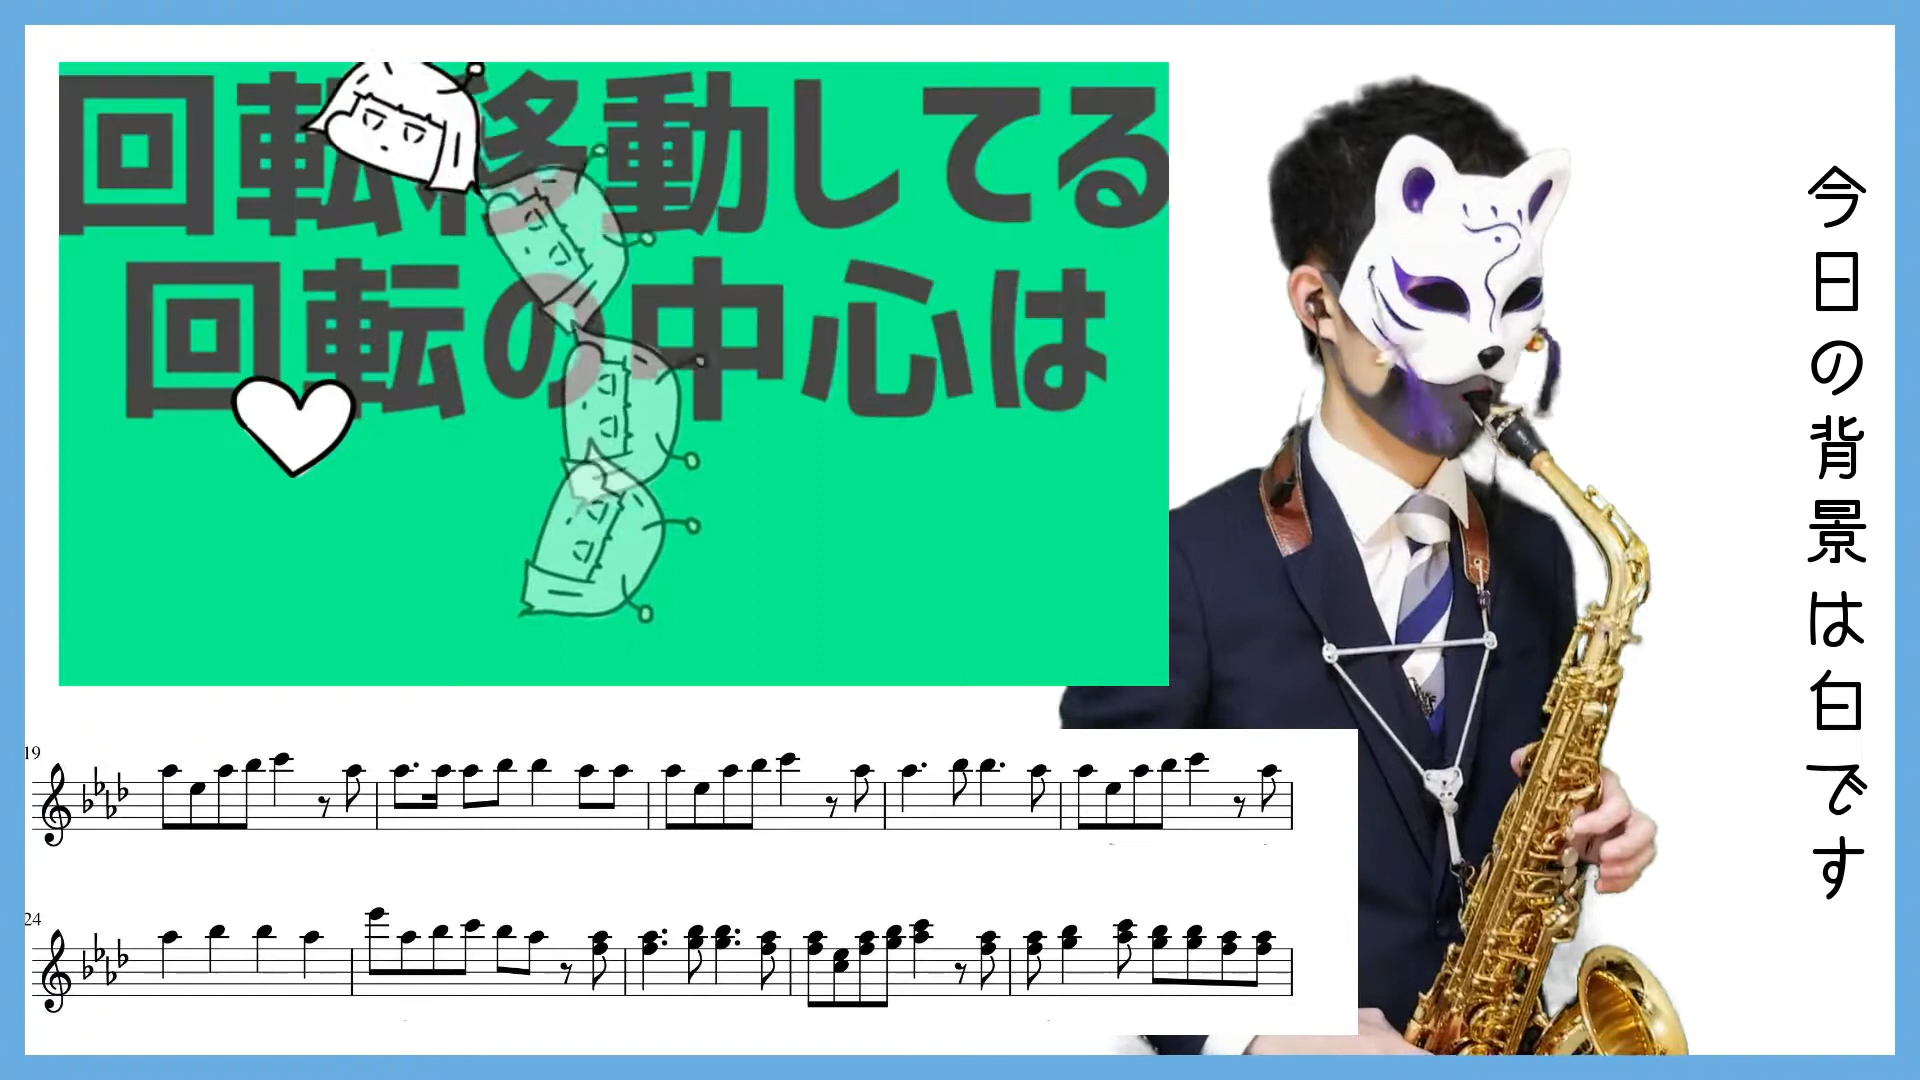 回転移動してる
回転の中心は
今日の背景は白です
19
24